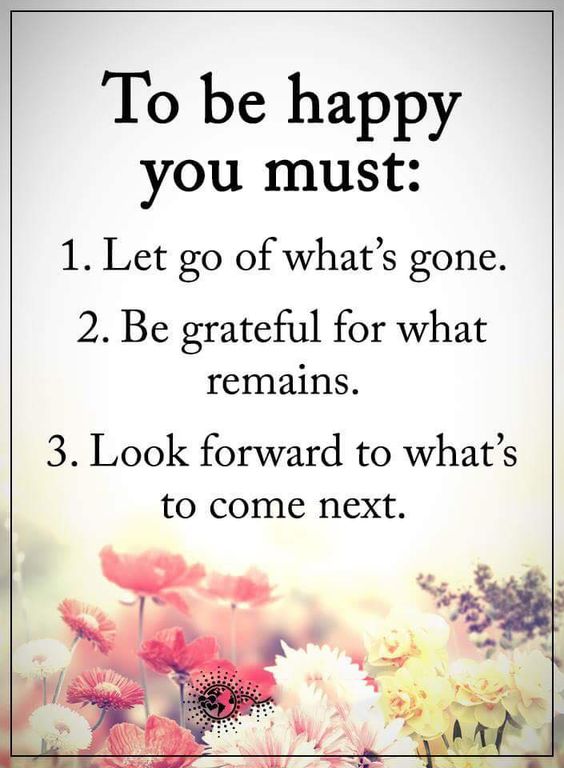 To be happy
you must:
1. Let go of what’s gone.
2. Be grateful for what
remains.
3. Look forward to what’s
to come next.